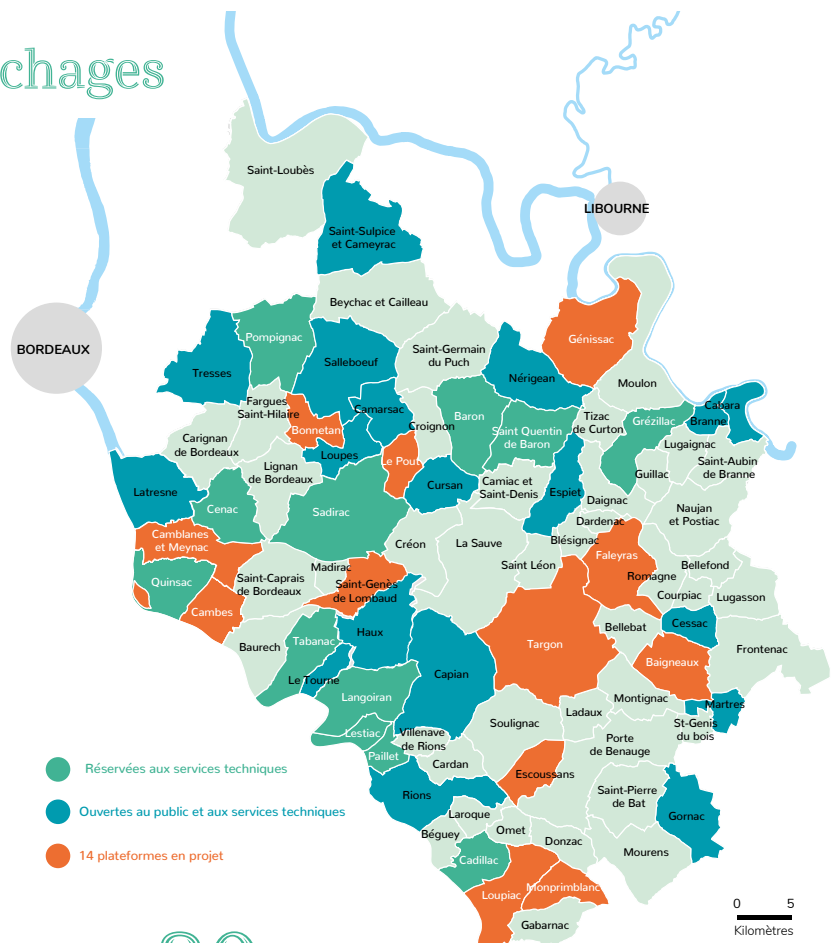 chages
Saint-Loubès
LIBOURNE
Saint-Sulpice
et Cameyrac
Beychac et Cailleau
Génissac
Pompignac
BORDEAUX
Saint-Germain
du Puch
Salleboeuf
Tresses
Nérigean
Moulon
Fargues
Saint-Hilaire
Camarsac
Cabara
Baron
Tizac
de Curton
Grézillac
Branne
Croignon
Bonnetan
Saint Quentin
de Baron
Carignan
de Bordeaux
Lugaignac
Loupes
Le Pout
Saint-Aubin
de Branne
Lignan
de Bordeaux
Guillac
Latresne
Cursan
Camiac et
Saint-Denis
Espiet
Daignac
Cenac
Sadirac
Naujan
et Postiac
Dardenac
Camblanes
et Meynac
Créon
La Sauve
Blésignac
Faleyras
Saint Léon
Bellefond
Madirac
Romagne
Quinsac
Saint-Caprais
de Bordeaux
Saint-Genès
de Lombaud
Courpiac
Lugasson
Cambes
Haux
Bellebat
Cessac
Tabanac
Baurech
Targon
Frontenac
Baigneaux
Capian
Le Tourne
Langoiran
Montignac
Martres
Ladaux
Soulignac
St-Genis
du bois
Lestiac
Villenave
de Rions
Porte
de Benauge
Paillet
Cardan
Réservées aux services techniques
Escoussans
Rions
Saint-Pierre
de Bat
Ouvertes au public et aux services techniques
Laroque
Gornac
Béguey
Omet
Donzac
14 plateformes en projet
Mourens
Cadillac
Monprimblanc
Loupiac
0 5
Kilomètres
Gabarnac